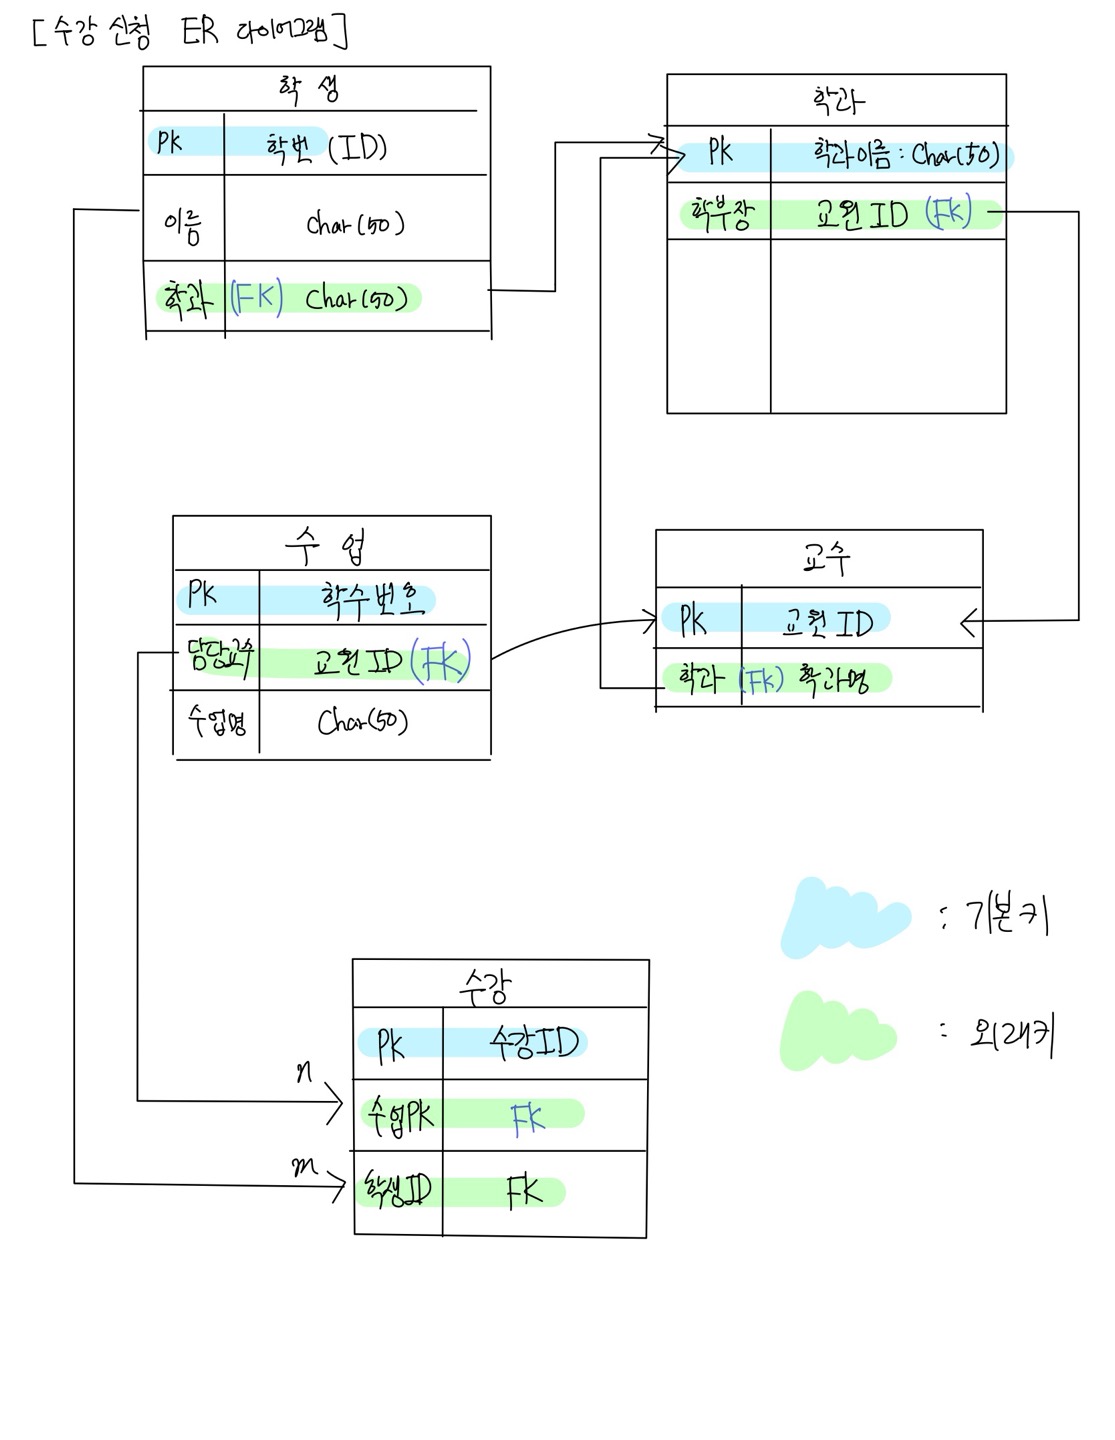 [수강 신청 ER 다이어그램]
학생
PK 학번 (ID)
이름 Char(50)
학과 (FK) Char(50)
학과
PK 학과이름 : Char(50)
학부장 교원 ID (FK)
수업
PK 학수번호
담당교수 교원 ID (FK)
수업명 Char(50)
교수
PK 교원 ID
학과 (FK) 학과명
: 기본키
: 외래키
수강
PK 수강ID
n
수업PK FK
m
학생ID FK